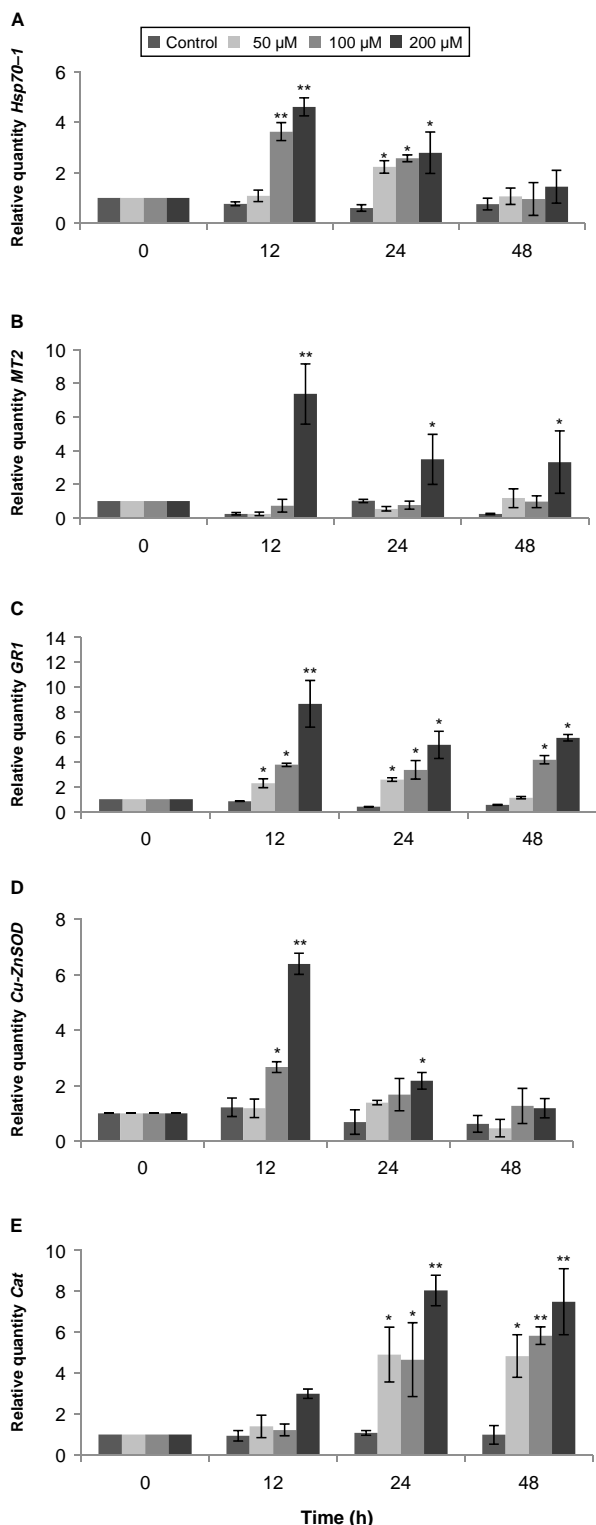 A
Control 50 µM 100 µM 200 µM
Relative quantity Hsp70–1
6
4
2
0
** **
* * *
0 12 24 48
B
Relative quantity MT2
10
8
6
4
2
0
**
*
*
0 12 24 48
C
Relative quantity GR1
14
12
10
8
6
4
2
0
**
* *
* * *
* *
0 12 24 48
D
Relative quantity Cu-ZnSOD
8
6
4
2
0
**
*
*
0 12 24 48
E
Relative quantity Cat
10
8
6
4
2
0
* * **
* ** **
0 12 24 48
Time (h)